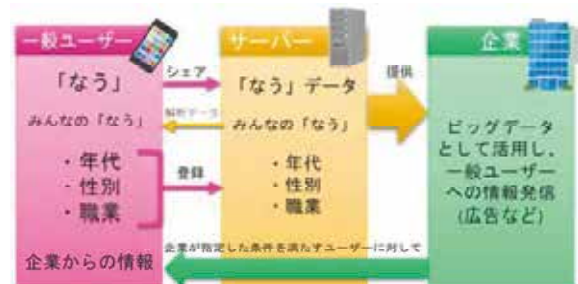 一般ユーザー
サーバー
企業
「なう」
シェア
「なう」データ
提供
みんなの「なう」
解析データ
みんなの「なう」
・年代
・性別
・職業
登録
・年代
・性別
・職業
ビッグデータ
として活用し、
一般ユーザー
への情報発信
(広告など)
企業が指定した条件を満たすユーザーに対して
企業からの情報